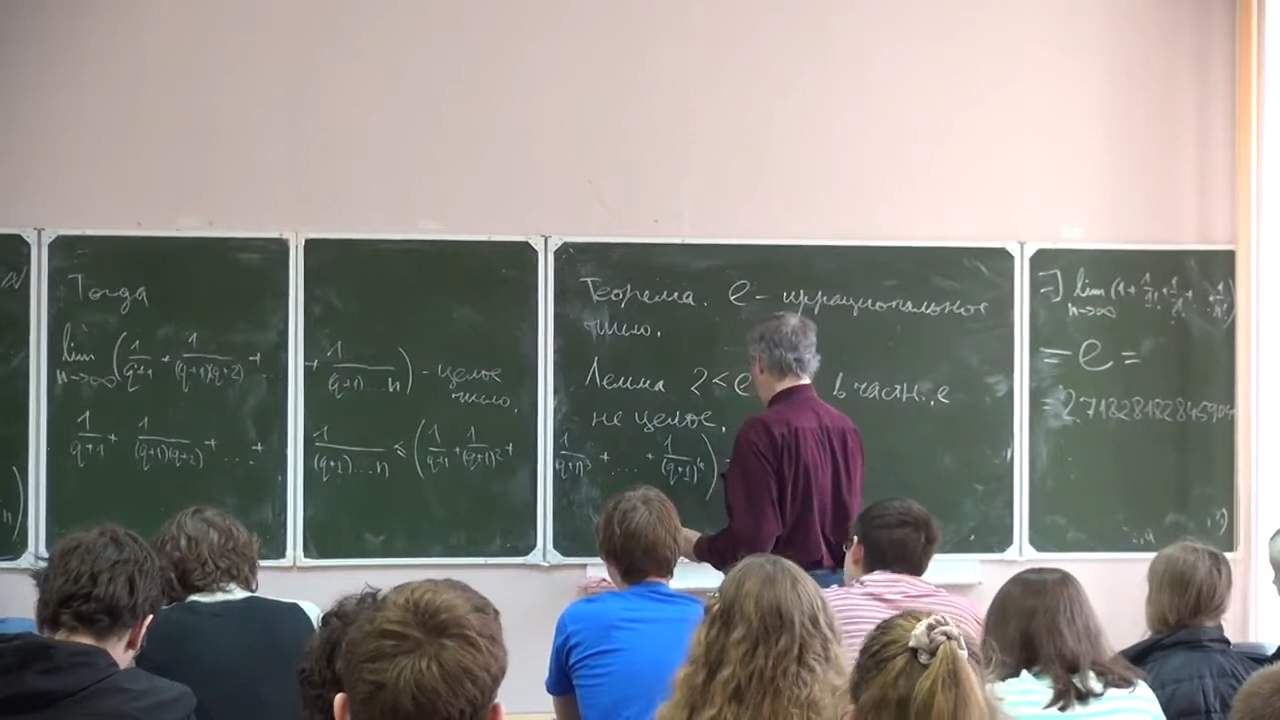 Тогда
lim n→∞ (1/(q+1) + 1/((q+1)(q+2)) + ... + 1/((q+1)...n)) - целое
число.
1/(q+1) + 1/((q+1)(q+2)) + ... + 1/((q+1)...n) ≤ (1/(q+1) + 1/(q+1)² + 1/(q+1)³ + .... + 1/(q+1)ⁿ)
Теорема. e - иррациональное
число.
Лемма 2 < e
в частн.
не целое.
⇒ lim n→∞ (1 + 1/1! + 1/2! + ... 1/n!)
= e =
= 2,71828182845904